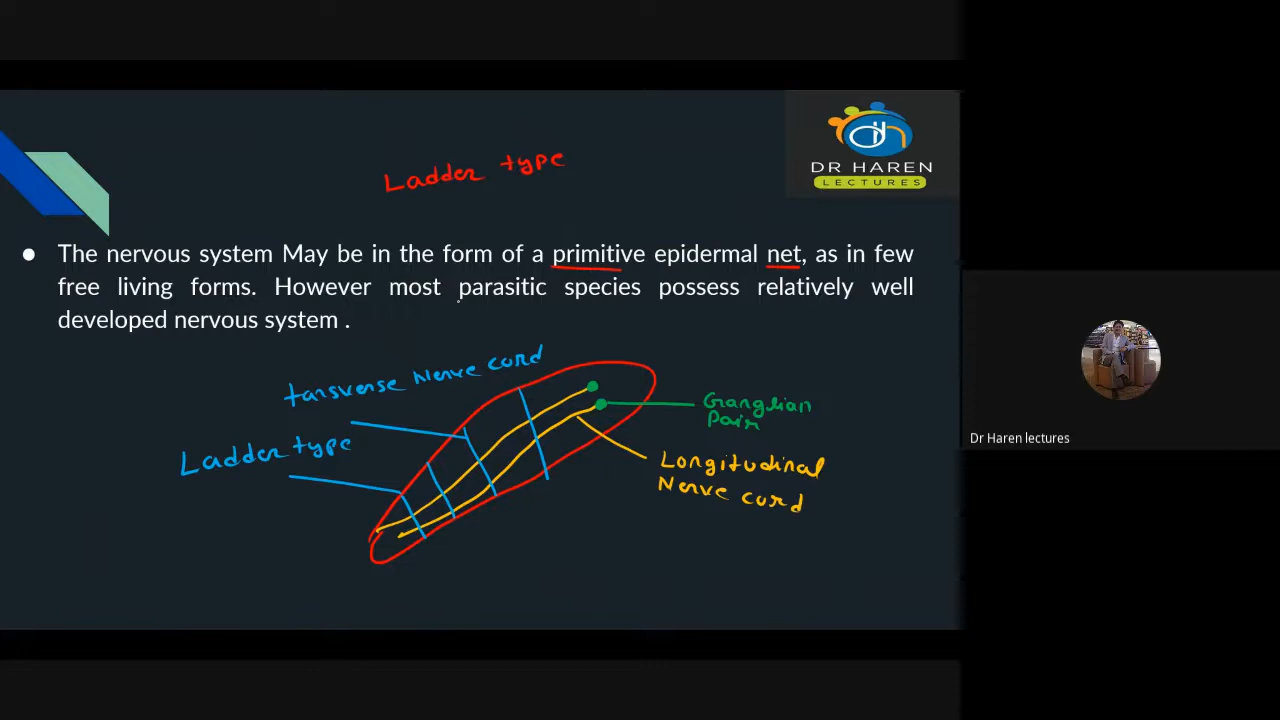 DR HAREN
LECTURES
Ladder type
The nervous system May be in the form of a primitive epidermal net, as in few
free living forms. However most parasitic species possess relatively well
developed nervous system .
tarsverse Nerve cord
Ladder type
Ganglian
Pair
Longitudinal
Nerve cord
Dr Haren lectures